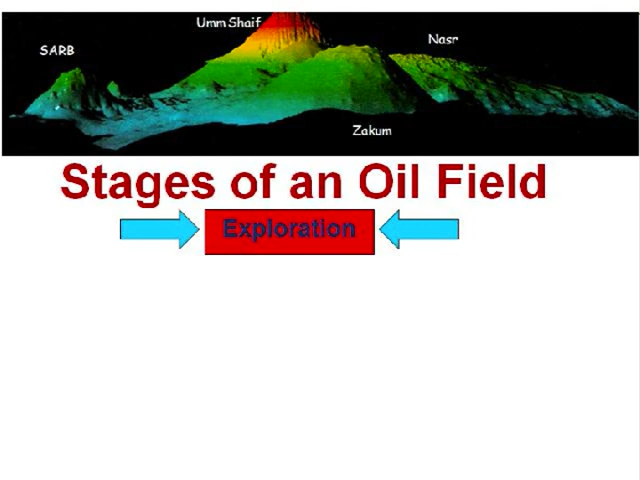 Umm Shaif
SARB
Nasr
Zakum
Stages of an Oil Field
Exploration